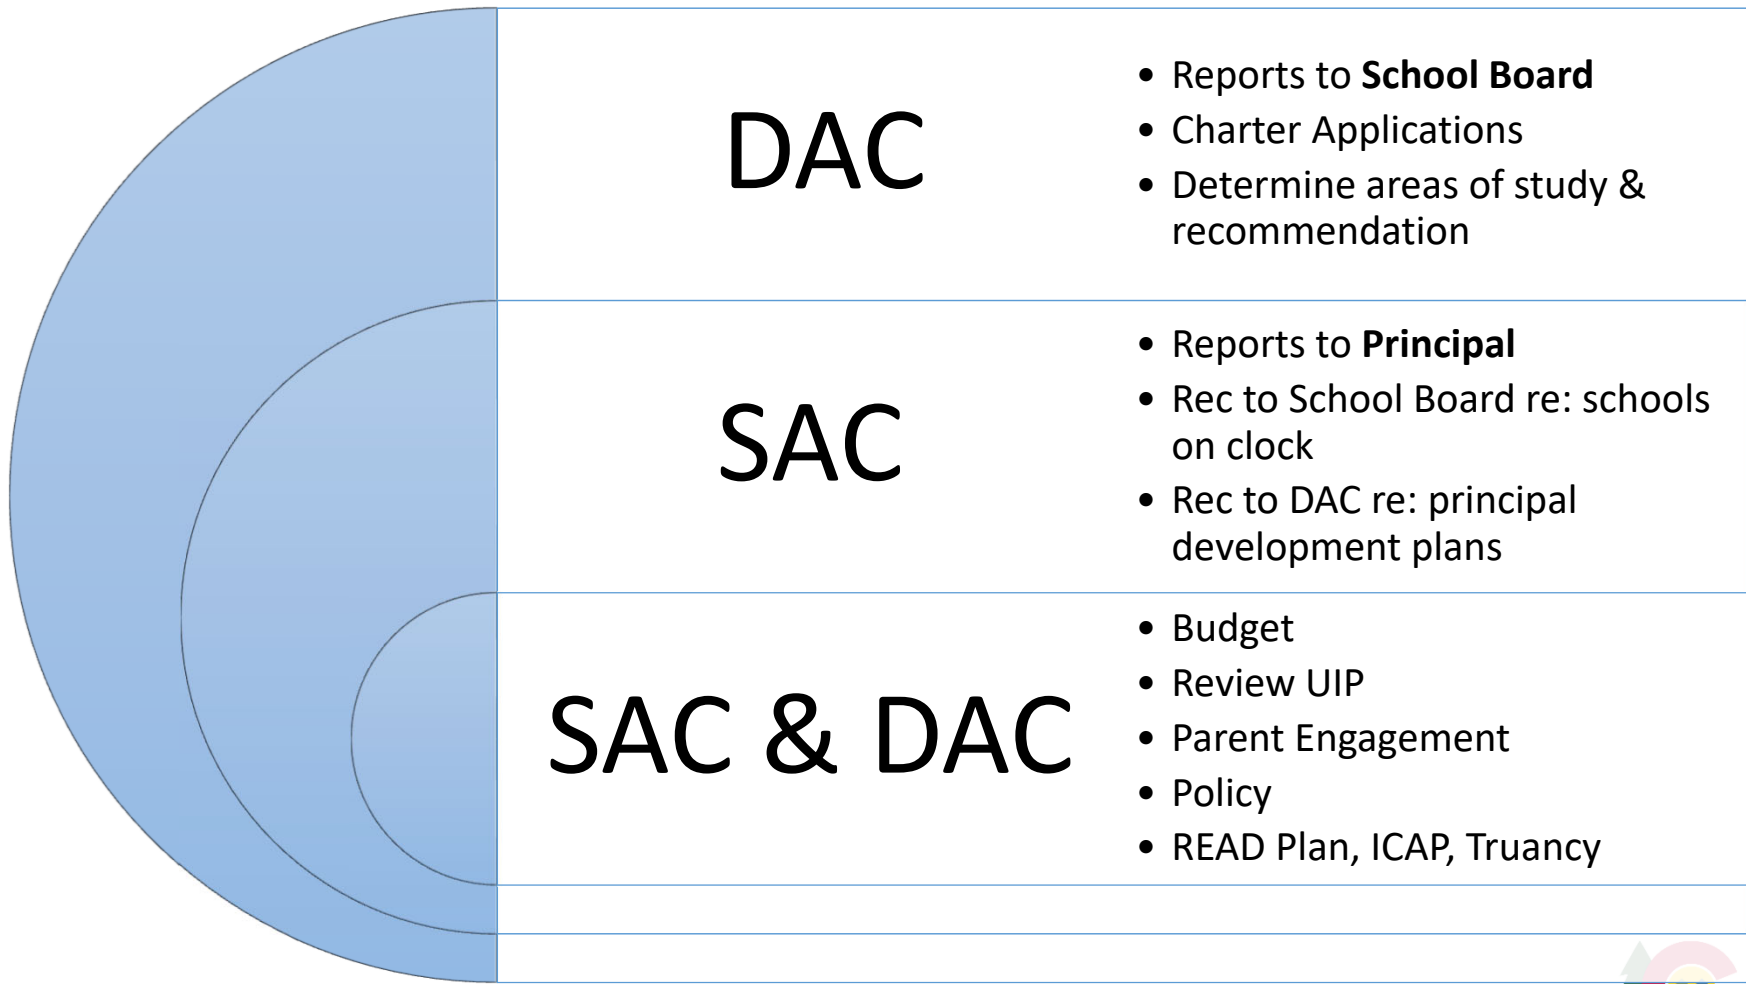 DAC
• Reports to School Board
• Charter Applications
• Determine areas of study &
recommendation
SAC
• Reports to Principal
• Rec to School Board re: schools
on clock
• Rec to DAC re: principal
development plans
SAC & DAC
• Budget
• Review UIP
• Parent Engagement
• Policy
• READ Plan, ICAP, Truancy